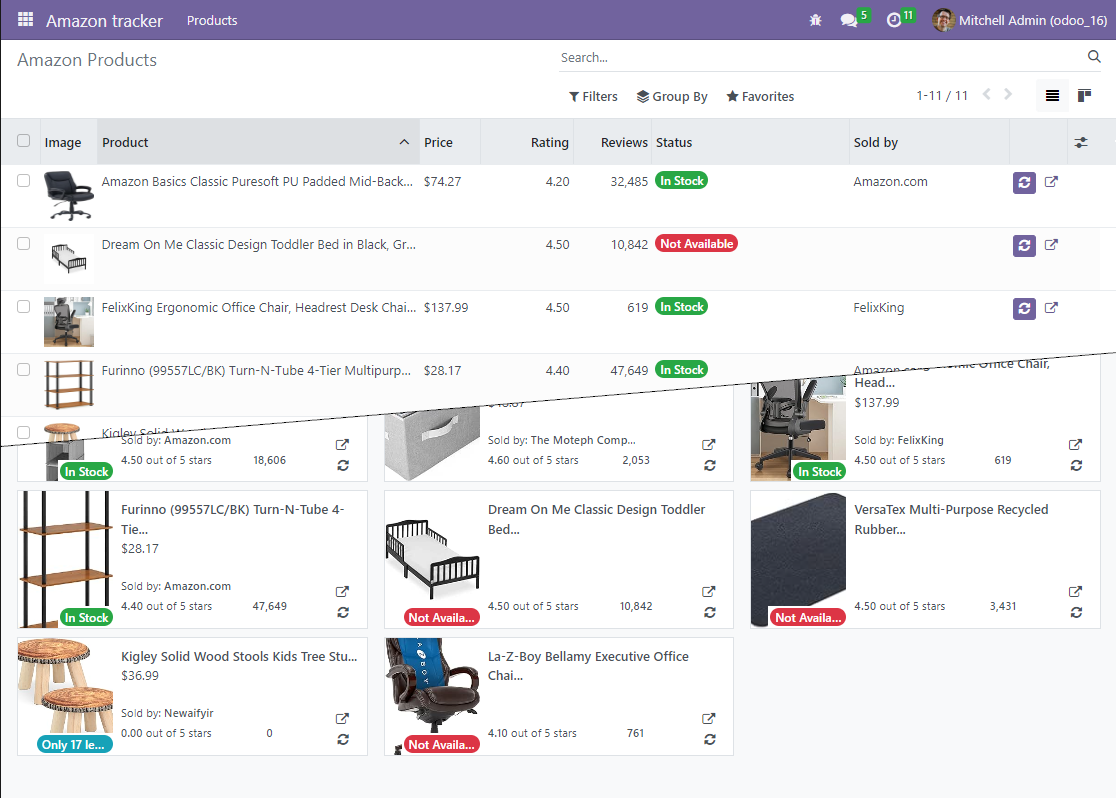 Amazon tracker Products 5 11 Mitchell Admin (odoo_16)
Amazon Products Search...
Filters Group By Favorites 1-11 / 11
Image Product Price Rating Reviews Status Sold by
Amazon Basics Classic Puresoft PU Padded Mid-Back... $74.27 4.20 32,485 In Stock Amazon.com
Dream On Me Classic Design Toddler Bed in Black, Gr... 4.50 10,842 Not Available
FelixKing Ergonomic Office Chair, Headrest Desk Chai... $137.99 4.50 619 In Stock FelixKing
Furinno (99557LC/BK) Turn-N-Tube 4-Tier Multipurp... $28.17 4.40 47,649 In Stock Amazon.com
Kigley Solid
Office Chair,
Head...
$137.99
Sold by: Amazon.com
4.50 out of 5 stars 18,606
In Stock
Sold by: The Moteph Comp...
4.60 out of 5 stars 2,053
Sold by: FelixKing
4.50 out of 5 stars 619
In Stock
Furinno (99557LC/BK) Turn-N-Tube 4-
Tie...
$28.17
Sold by: Amazon.com
4.40 out of 5 stars 47,649
In Stock
Dream On Me Classic Design Toddler
Bed...
4.50 out of 5 stars 10,842
Not Availa...
VersaTex Multi-Purpose Recycled
Rubber...
4.50 out of 5 stars 3,431
Not Availa...
Kigley Solid Wood Stools Kids Tree Stu...
$36.99
Sold by: Newaifyir
0.00 out of 5 stars 0
Only 17 le...
La-Z-Boy Bellamy Executive Office
Chai...
4.10 out of 5 stars 761
Not Availa...